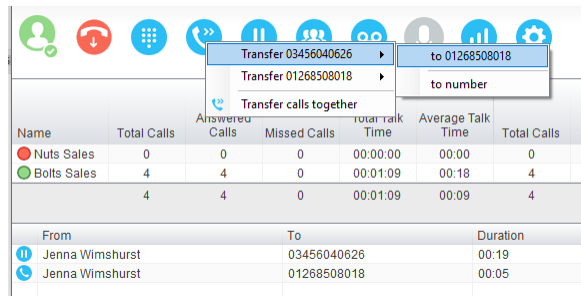 Transfer 03456040626 to 01268508018
Transfer 01268508018 to number
Transfer calls together
Name Total Calls Answered Calls Missed Calls Total Talk Time Average Talk Time Total Calls
Nuts Sales 0 0 0 00:00:00 00:00 0
Bolts Sales 4 4 0 00:01:09 00:18 4
4 4 0 00:01:09 00:09 4
From To Duration
Jenna Wimshurst 03456040626 00:19
Jenna Wimshurst 01268508018 00:05